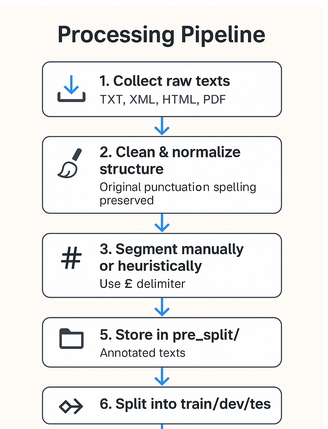 Processing Pipeline
1. Collect raw texts
TXT, XML, HTML, PDF
2. Clean & normalize
structure
Original punctuation spelling
preserved
3. Segment manually
or heuristically
Use £ delimiter
5. Store in pre_split/
Annotated texts
6. Split into train/dev/tes